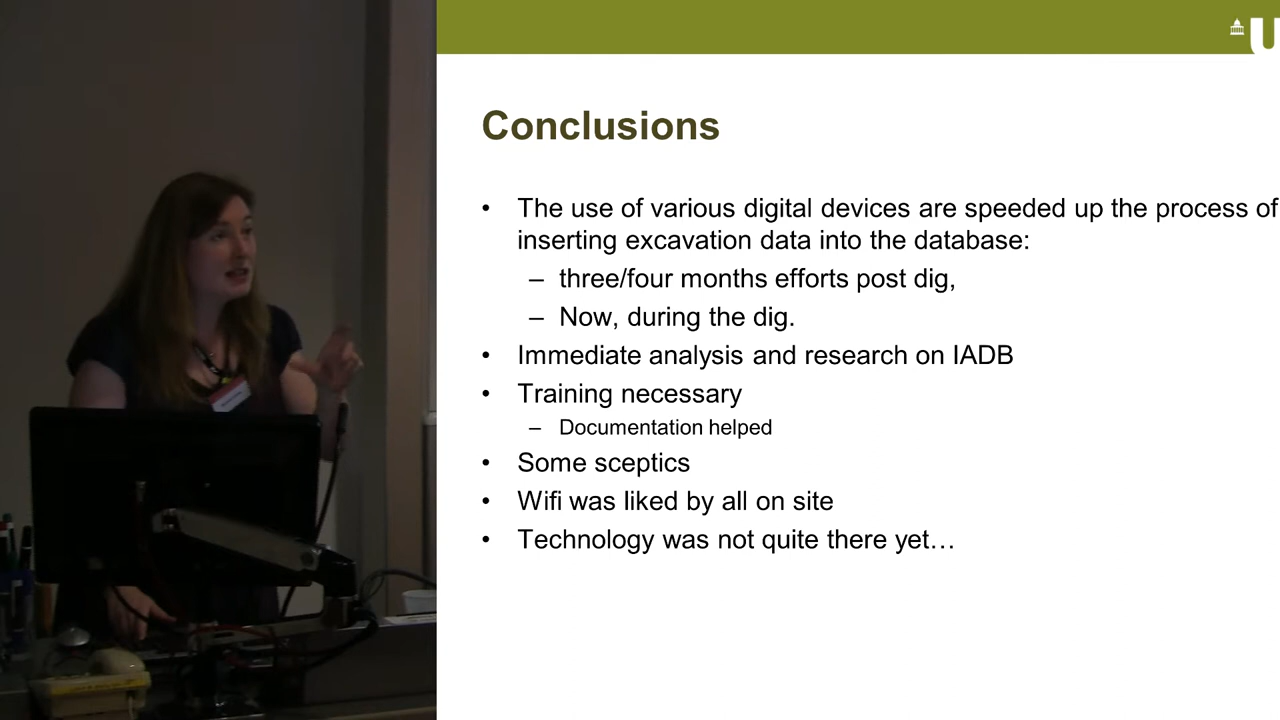 U
Conclusions
• The use of various digital devices are speeded up the process of
inserting excavation data into the database:
– three/four months efforts post dig,
– Now, during the dig.
• Immediate analysis and research on IADB
• Training necessary
– Documentation helped
• Some sceptics
• Wifi was liked by all on site
• Technology was not quite there yet…